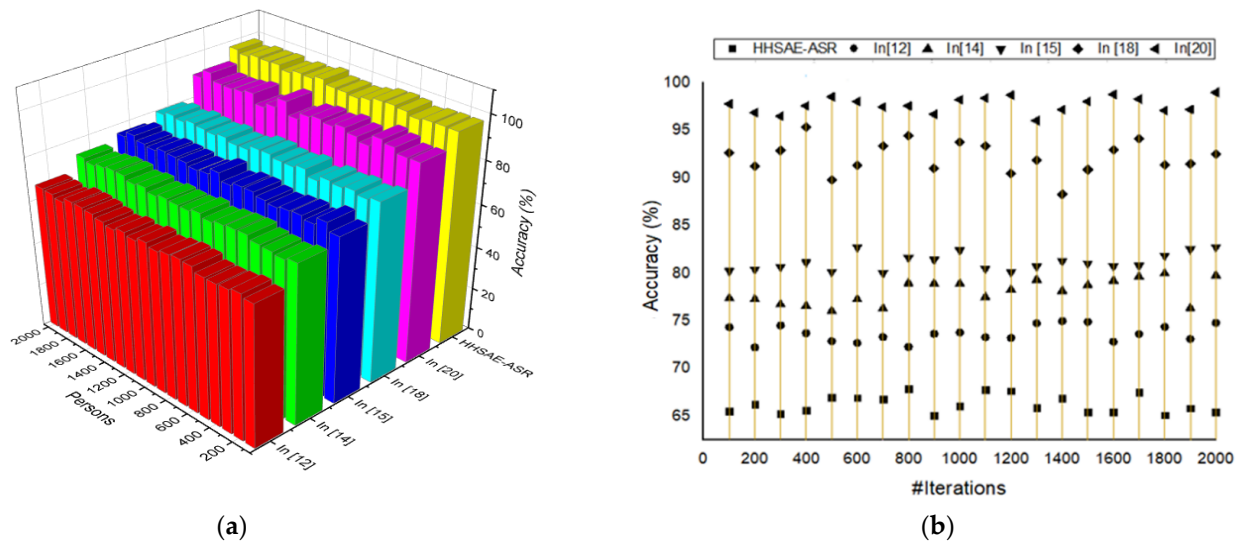 100
80
60
40
20
0
Accuracy (%)
2000
1800
1600
1400
1200
1000
800
600
400
200
Persons
In [12]
In [14]
In [15]
In [18]
In [20]
HHSAE-ASR
(a)
HHSAE-ASR In[12] In[14] In [15] In [18] In[20]
100
95
90
85
80
75
70
65
Accuracy (%)
0 200 400 600 800 1000 1200 1400 1600 1800 2000
#Iterations
(b)